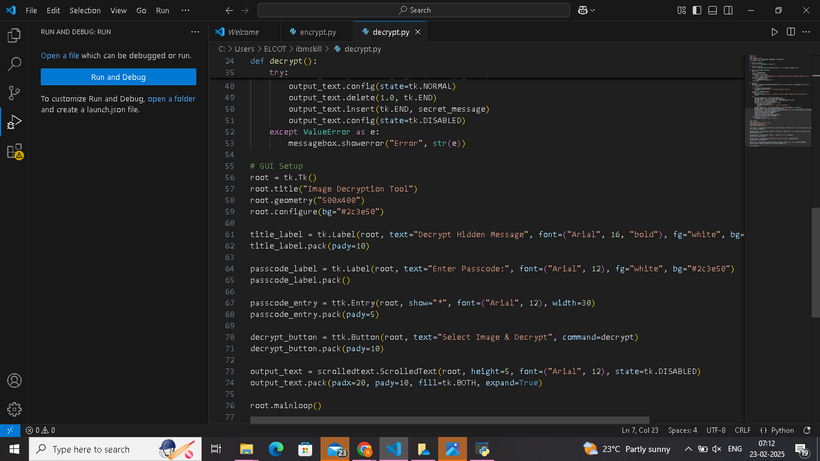 File Edit Selection View Go Run ···
Search
RUN AND DEBUG: RUN ···
Welcome
encrypt.py
decrypt.py
C: > Users > ELCOT > ibmskill > decrypt.py
Open a file which can be debugged or run.
Run and Debug
To customize Run and Debug, open a folder
and create a launch.json file.
24 def decrypt():
35 try:
48 output_text.config(state=tk.NORMAL)
49 output_text.delete(1.0, tk.END)
50 output_text.insert(tk.END, secret_message)
51 output_text.config(state=tk.DISABLED)
52 except ValueError as e:
53 messagebox.showerror("Error", str(e))
54
55 # GUI Setup
56 root = tk.Tk()
57 root.title("Image Decryption Tool")
58 root.geometry("500x400")
59 root.configure(bg="#2c3e50")
60
61 title_label = tk.Label(root, text="Decrypt Hidden Message", font=("Arial", 16, "bold"), fg="white", bg=
62 title_label.pack(pady=10)
63
64 passcode_label = tk.Label(root, text="Enter Passcode:", font=("Arial", 12), fg="white", bg="#2c3e50")
65 passcode_label.pack()
66
67 passcode_entry = ttk.Entry(root, show="*", font=("Arial", 12), width=30)
68 passcode_entry.pack(pady=5)
69
70 decrypt_button = ttk.Button(root, text="Select Image & Decrypt", command=decrypt)
71 decrypt_button.pack(pady=10)
72
73 output_text = scrolledtext.ScrolledText(root, height=5, font=("Arial", 12), state=tk.DISABLED)
74 output_text.pack(padx=20, pady=10, fill=tk.BOTH, expand=True)
75
76 root.mainloop()
77
0 0 Ln 7, Col 23 Spaces: 4 UTF-8 CRLF Python
Type here to search
23
23°C Partly sunny
ENG
07:12
23-02-2025
19